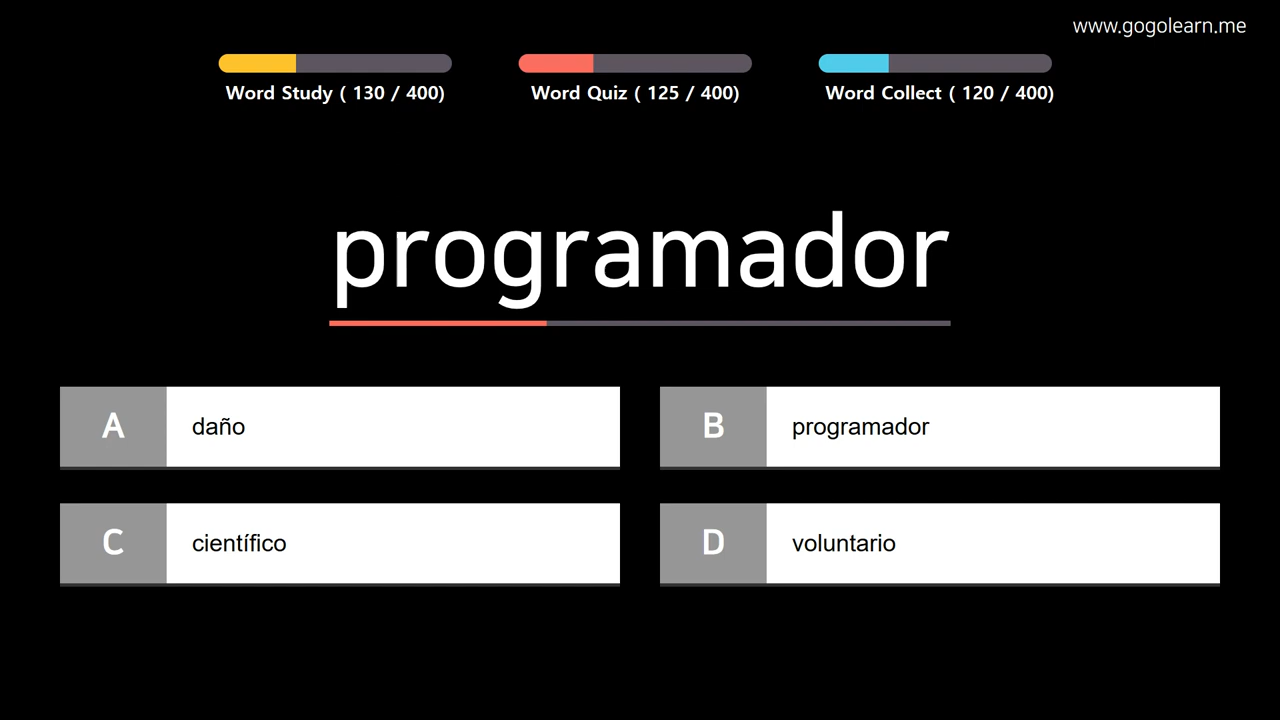 www.gogolearn.me
Word Study ( 130 / 400)
Word Quiz ( 125 / 400)
Word Collect ( 120 / 400)
programador
A
daño
B
programador
C
científico
D
voluntario